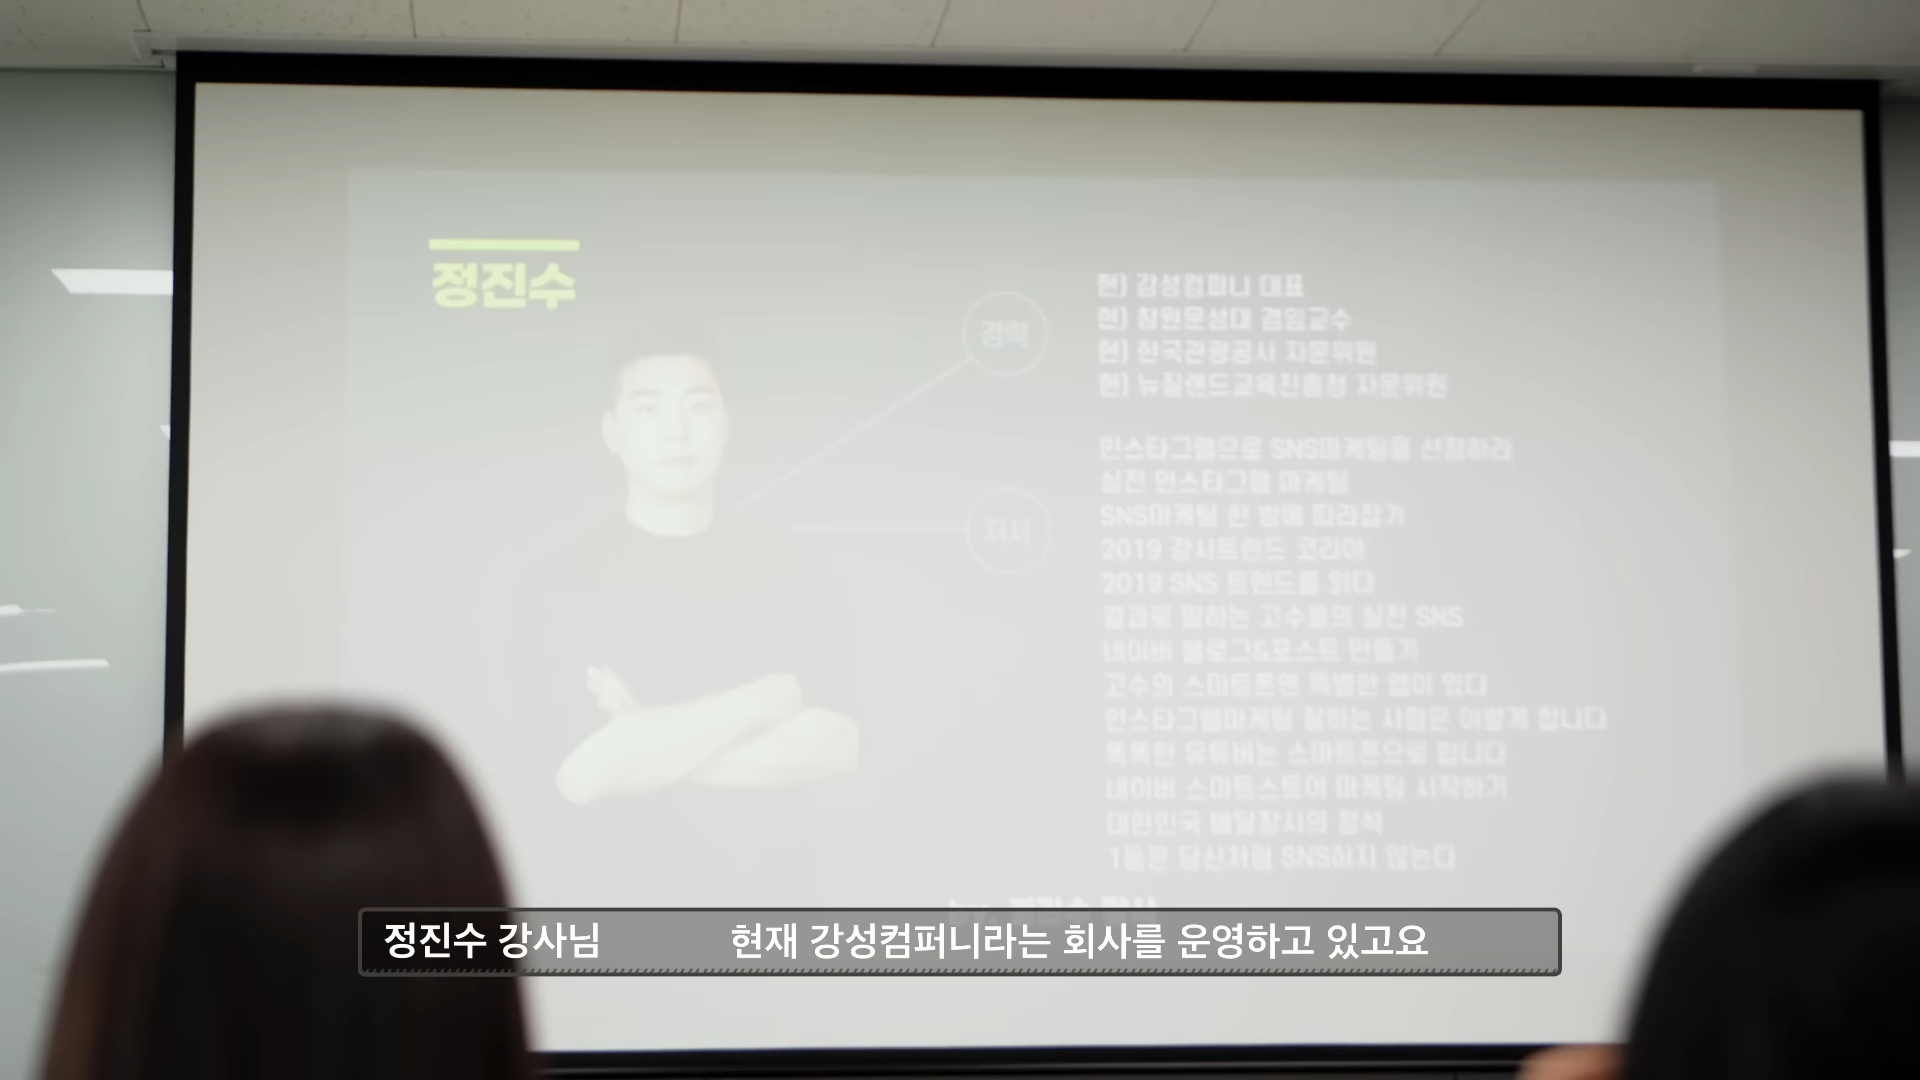 정진수
경력
현) 감성컴퍼니 대표
현) 창원문성대 겸임교수
현) 한국관광공사 자문위원
현) 뉴질랜드교육진흥청 자문위원
저서
인스타그램으로 SNS마케팅을 선점하라
실전 인스타그램 마케팅
SNS마케팅 한 방에 따라잡기
2019 강사트렌드 코리아
2019 SNS 트렌드를 읽다
결과로 말하는 고수들의 실전 SNS
네이버 블로그&포스트 만들기
고수의 스마트폰엔 특별한 앱이 있다
인스타그램마케팅 잘하는 사람은 이렇게 합니다
똑똑한 유튜버는 스마트폰으로 합니다
네이버 스마트스토어 마케팅 시작하기
대한민국 배달장사의 정석
1등은 당신처럼 SNS하지 않는다
정진수 강사님 현재 감성컴퍼니라는 회사를 운영하고 있고요